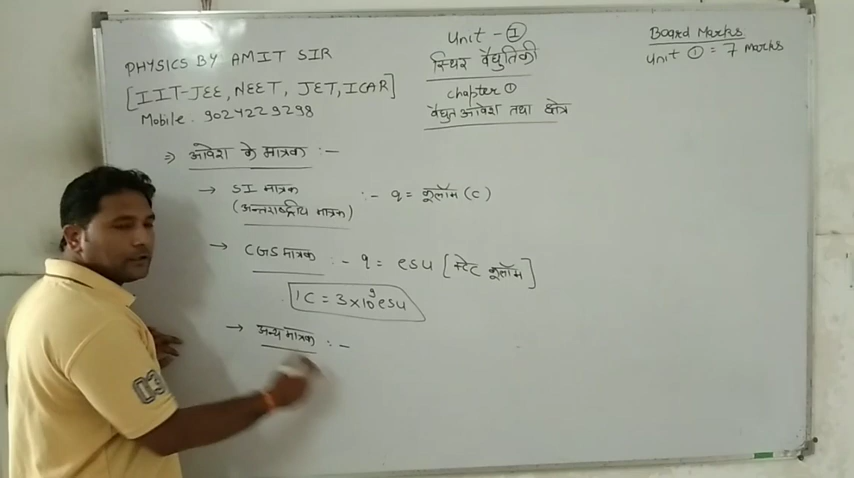 PHYSICS BY AMIT SIR
[IIT-JEE, NEET, JET, ICAR]
Mobile. 9024229298
Unit - ①
स्थिर वैद्युतिकी
chapter ①
वैद्युत आवेश तथा क्षेत्र
Board Marks:
Unit ① = 7 Marks
⇒ आवेश के मात्रक :-
→ SI मात्रक :- q = कूलॉम (C)
(अन्तराष्ट्रीय मात्रक)
→ CGS मात्रक :- q = esu [स्टेट कूलॉम]
1C = 3×10⁹ esu
→ अन्य मात्रक :-
03